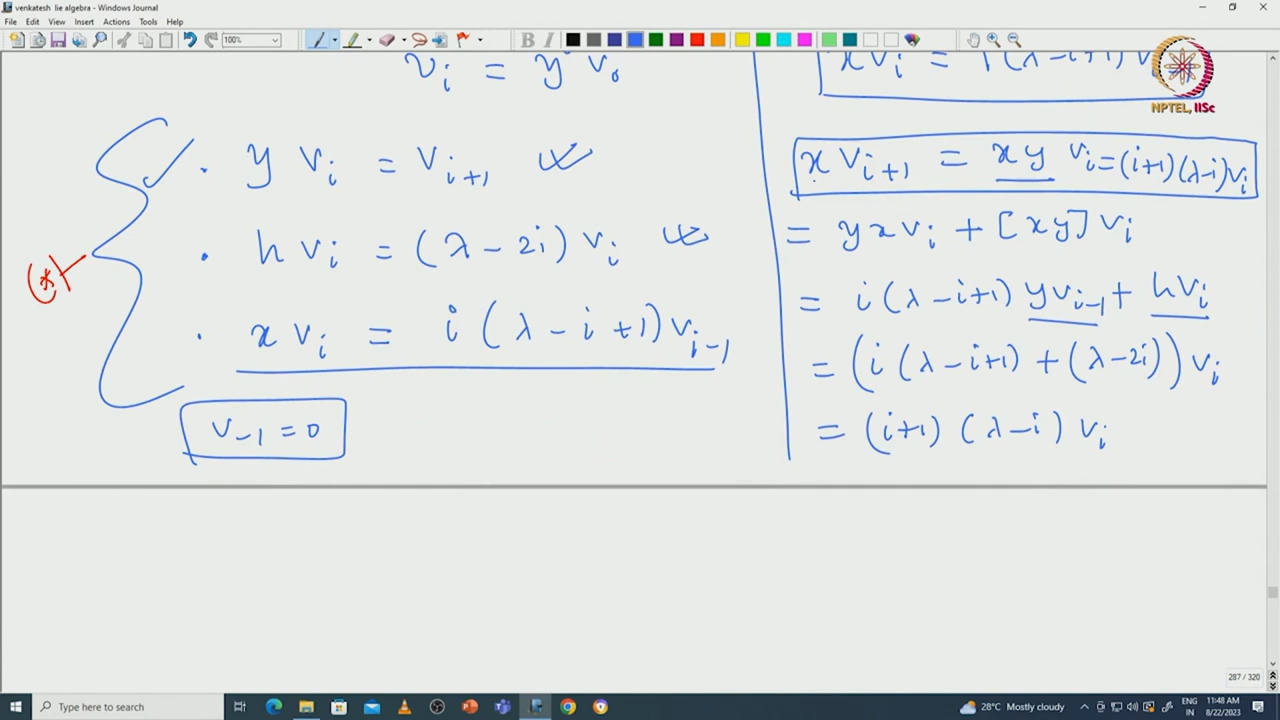 venkatesh lie algebra - Windows Journal
File Edit View Insert Actions Tools Help
100%
B I
NPTEL, IISc
v_i = y^i v_0
y v_i = v_{i+1}
h v_i = (λ - 2i) v_i
(*)
x v_i = i (λ - i + 1) v_{i-1}
v_{-1} = 0
x v_i = i (λ - i + 1) v
x v_{i+1} = x y v_i = (i+1)(λ-i) v_i
= y x v_i + [x y] v_i
= i (λ - i+1) y v_{i-1} + h v_i
= (i (λ - i+1) + (λ - 2i)) v_i
= (i+1) (λ - i) v_i
287 / 320
Type here to search
28°C Mostly cloudy
ENG
IN
11:48 AM
8/22/2023